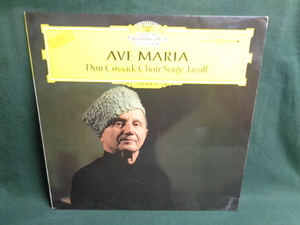 AVE MARIA
Don Cossack Choir Serge Jaroff